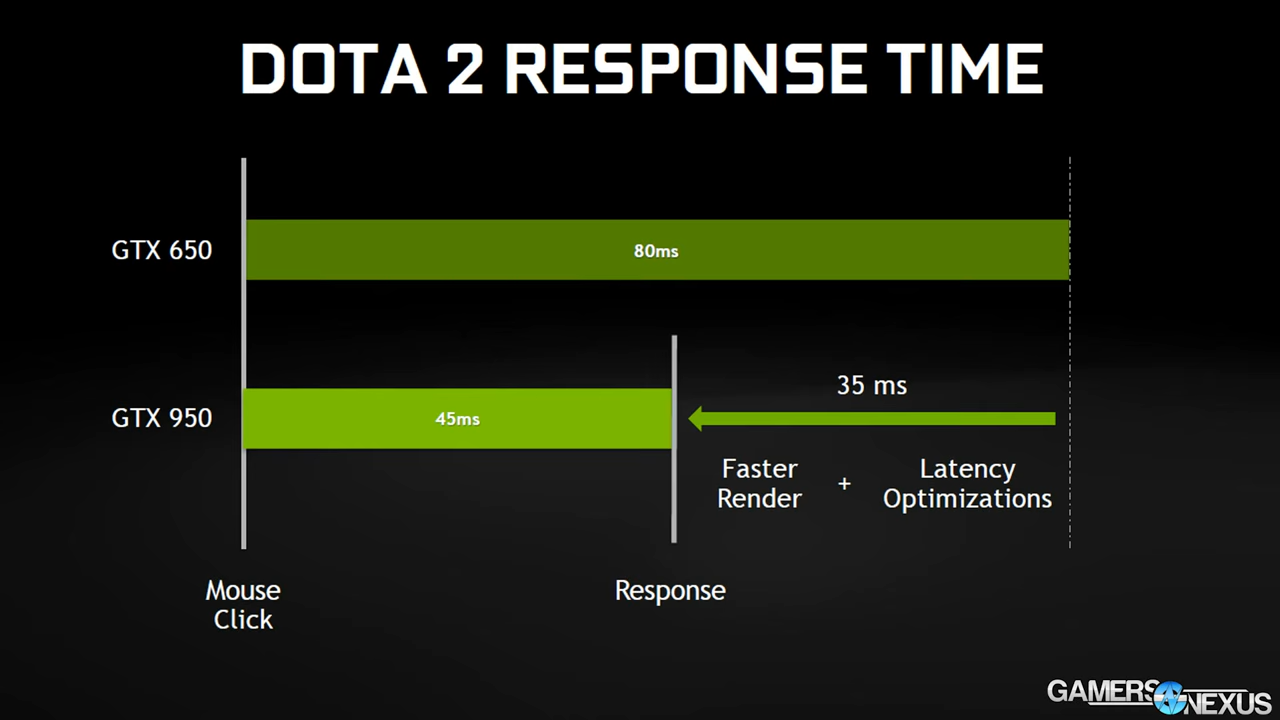 DOTA 2 RESPONSE TIME
GTX 650
80ms
GTX 950
45ms
35 ms
Faster
Render
+
Latency
Optimizations
Mouse
Click
Response
GAMERS NEXUS